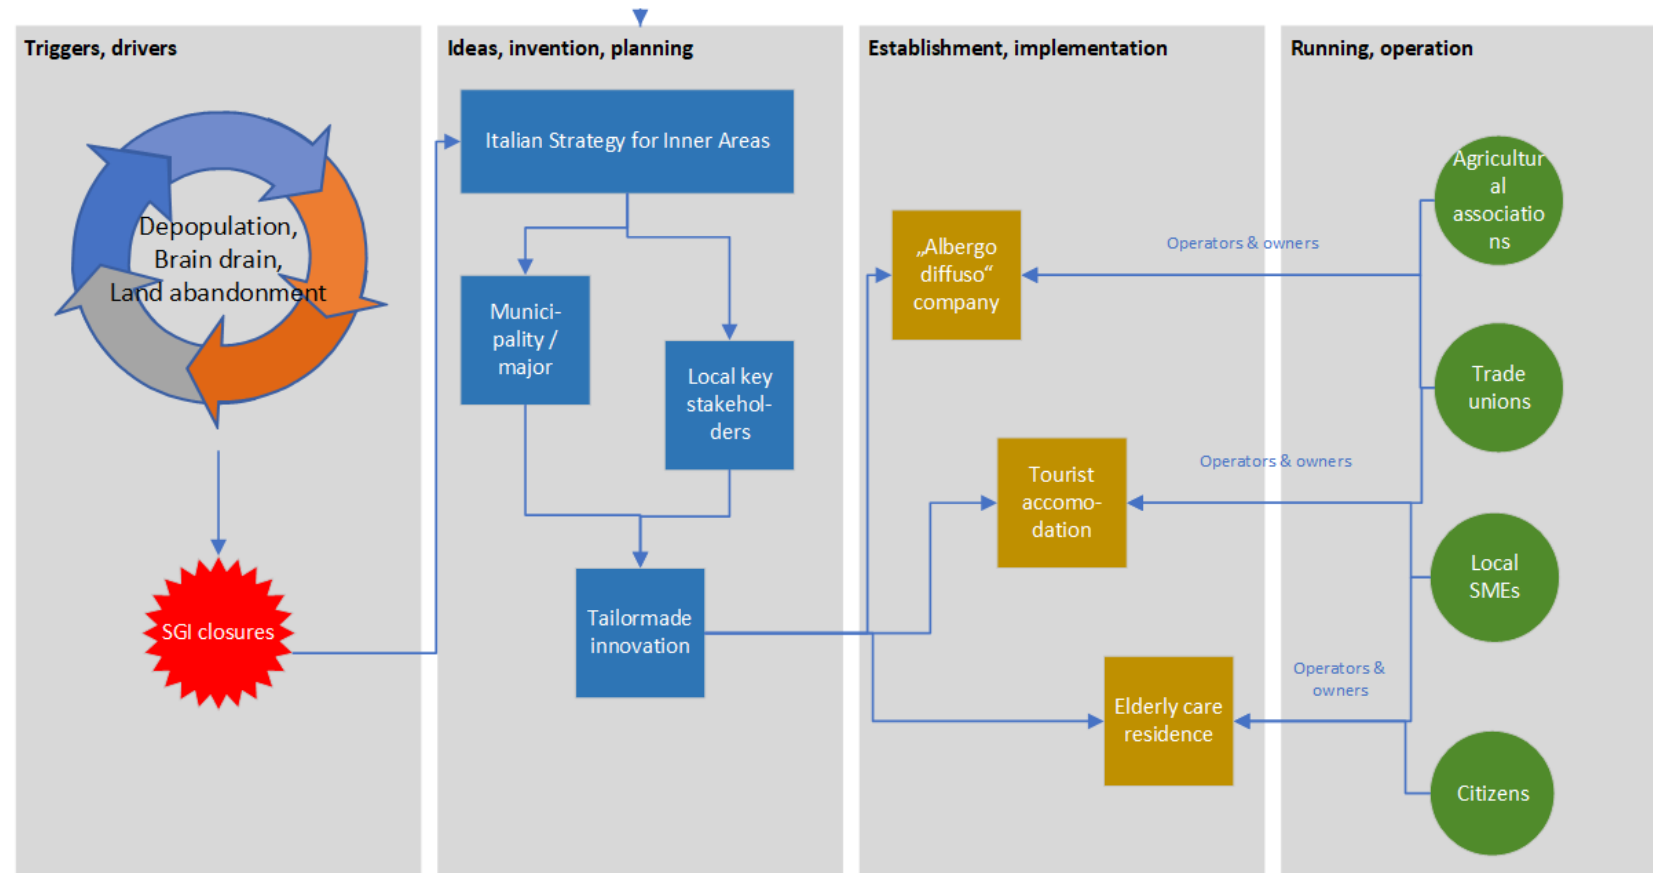 Triggers, drivers
Depopulation,
Brain drain,
Land abandonment
SGI closures
Ideas, invention, planning
Italian Strategy for Inner Areas
Munici-
pality /
major
Local key
stakehol-
ders
Tailormade
innovation
Establishment, implementation
„Albergo
diffuso“
company
Tourist
accomo-
dation
Elderly care
residence
Running, operation
Operators & owners
Operators & owners
Operators &
owners
Agricultur
al
associatio
ns
Trade
unions
Local
SMEs
Citizens